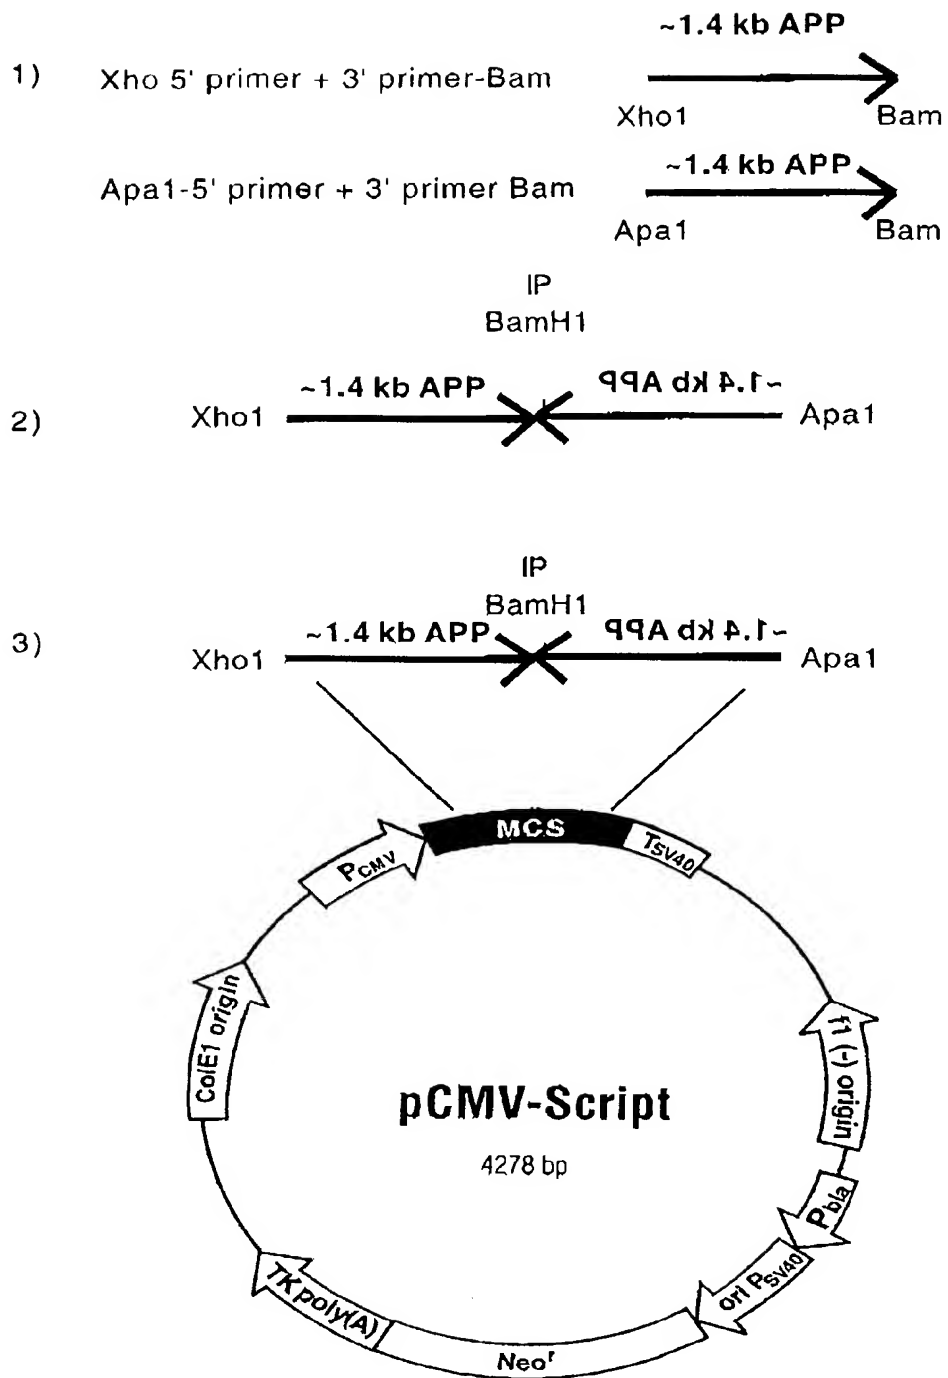 ~1.4 kb APP
1) Xho 5' primer + 3' primer-Bam
Xho1 Bam
~1.4 kb APP
Apa1-5' primer + 3' primer Bam
Apa1 Bam
IP
BamH1
~1.4 kb APP ~1.4 kb APP
2) Xho1 Apa1
IP
BamH1
~1.4 kb APP ~1.4 kb APP
3) Xho1 Apa1
MCS
PCMV
TSV40
ColE1 origin
f1 (-) origin
pCMV-Script
4278 bp
Pbla
ori PSV40
TK poly(A)
Neor